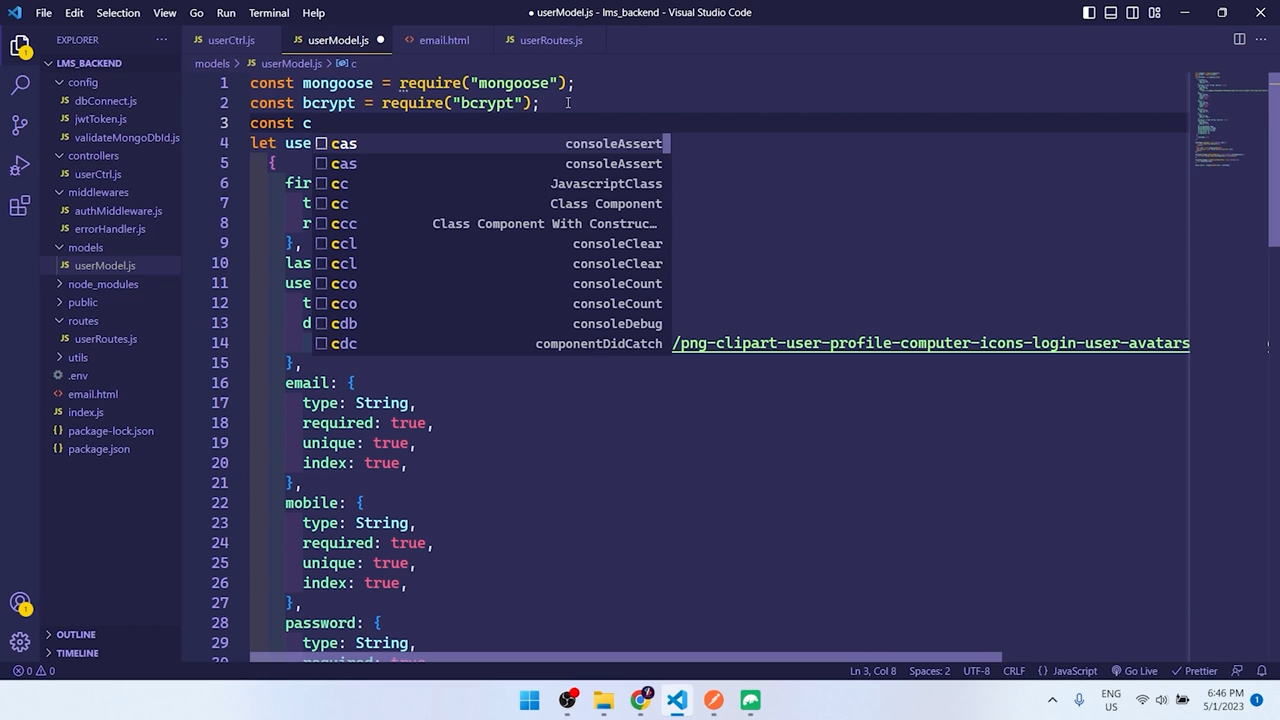 File Edit Selection View Go Run Terminal Help
● userModel.js - lms_backend - Visual Studio Code
EXPLORER
userCtrl.js userModel.js email.html userRoutes.js
LMS_BACKEND
config
dbConnect.js
jwtToken.js
validateMongoDbId.js
controllers
userCtrl.js
middlewares
authMiddleware.js
errorHandler.js
models
userModel.js
node_modules
public
routes
userRoutes.js
utils
.env
email.html
index.js
package-lock.json
package.json
OUTLINE
TIMELINE
models > userModel.js > c
1 const mongoose = require("mongoose");
2 const bcrypt = require("bcrypt");
3 const c
4 let use
5 {
6 fir
7 t
8 r
9 },
10 las
11 use
12 t
13 d
14 /png-clipart-user-profile-computer-icons-login-user-avatars
15 },
16 email: {
17 type: String,
18 required: true,
19 unique: true,
20 index: true,
21 },
22 mobile: {
23 type: String,
24 required: true,
25 unique: true,
26 index: true,
27 },
28 password: {
29 type: String,
30 required: true
cas consoleAssert
cas consoleAssert
cc JavascriptClass
cc Class Component
ccc Class Component With Construc…
ccl consoleClear
ccl consoleClear
cco consoleCount
cco consoleCount
cdb consoleDebug
cdc componentDidCatch
0 0
Ln 3, Col 8 Spaces: 2 UTF-8 CRLF {} JavaScript Go Live Prettier
ENG
US
6:46 PM
5/1/2023
1